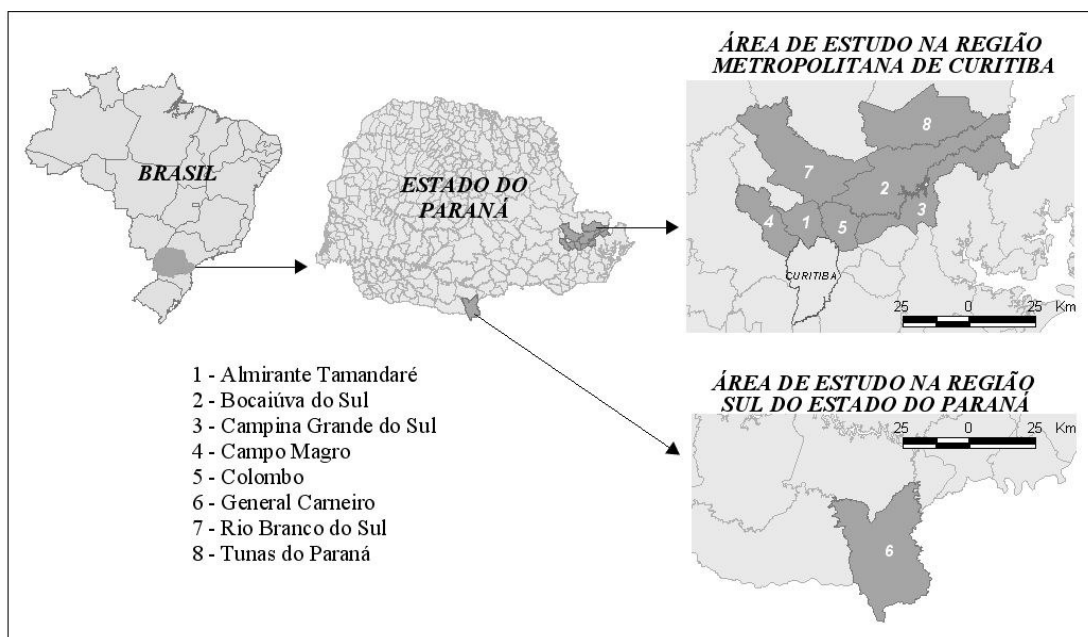 BRASIL
ESTADO DO
PARANÁ
ÁREA DE ESTUDO NA REGIÃO
METROPOLITANA DE CURITIBA
8
7
2
3
4
1
5
CURITIBA
25 0 25 Km
1 - Almirante Tamandaré
2 - Bocaiúva do Sul
3 - Campina Grande do Sul
4 - Campo Magro
5 - Colombo
6 - General Carneiro
7 - Rio Branco do Sul
8 - Tunas do Paraná
ÁREA DE ESTUDO NA REGIÃO
SUL DO ESTADO DO PARANÁ
25 0 25 Km
6